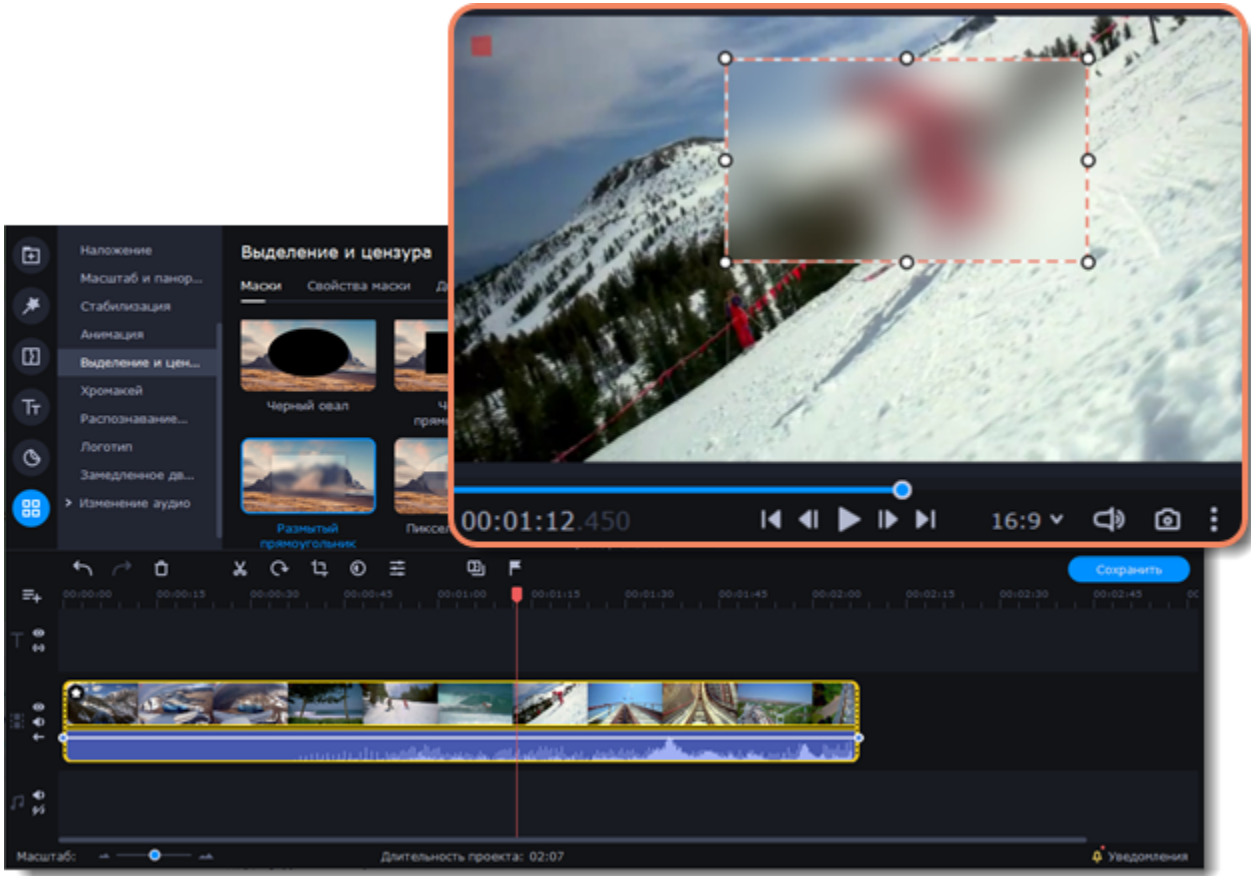 Наложение
Масштаб и панор...
Стабилизация
Анимация
Выделение и цен...
Хромакей
Распознавание...
Логотип
Замедленное дв...
Изменение аудио
Выделение и цензура
Маски Свойства маски
Черный овал
Размытый
прямоугольник
00:01:12.450
16:9
Сохранить
00:00:00 00:00:15 00:00:30 00:00:45 00:01:00 00:01:15 00:01:30 00:01:45 00:02:00 00:02:15 00:02:30 00:02:45
Масштаб:
Длительность проекта: 02:07
Уведомления